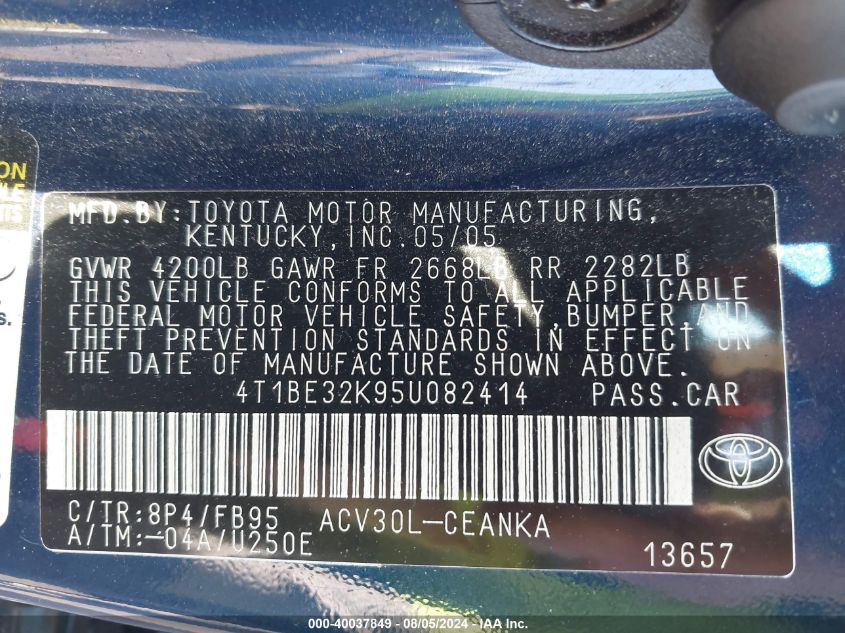 ON
LE
MFD.BY:TOYOTA MOTOR MANUFACTURING,
KENTUCKY,INC.05/05
GVWR 4200LB GAWR FR 2668LB RR 2282LB
THIS VEHICLE CONFORMS TO ALL APPLICABLE
FEDERAL MOTOR VEHICLE SAFETY,BUMPER,AND
THEFT PREVENTION STANDARDS IN EFFECT ON
THE DATE OF MANUFACTURE SHOWN ABOVE.
4T1BE32K95U082414 PASS.CAR
C/TR:8P4/FB95 ACV30L-CEANKA
A/TM:-04A/U250E
13657
s.
000-40037849 - 08/05/2024 - IAA Inc.